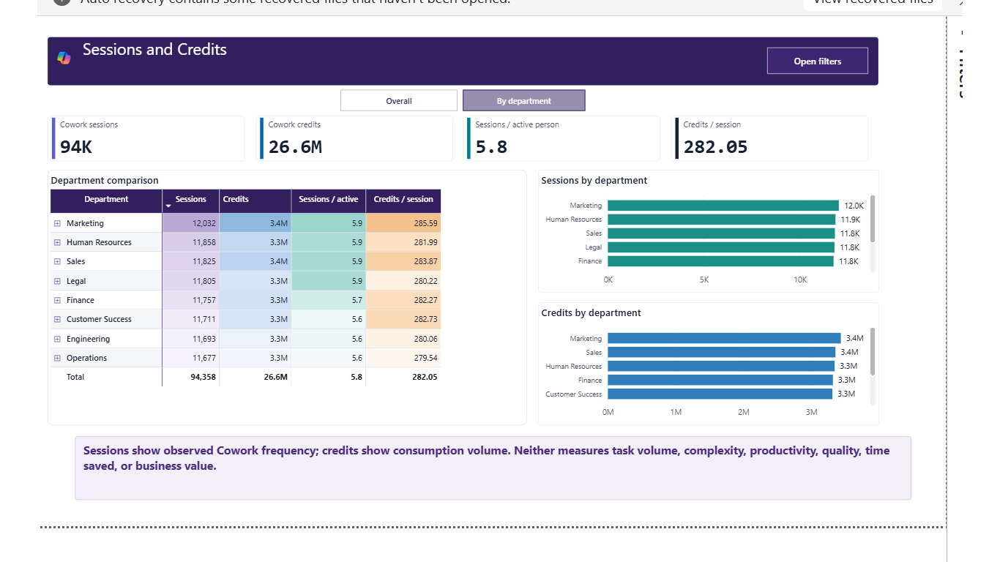 Auto recovery contains some recovered files that haven't been opened.
View recovered files
Sessions and Credits
Open filters
Filters
Overall
By department
Cowork sessions
94K
Cowork credits
26.6M
Sessions / active person
5.8
Credits / session
282.05
Department comparison
Department Sessions Credits Sessions / active Credits / session
Marketing 12,032 3.4M 5.9 285.59
Human Resources 11,858 3.3M 5.9 281.99
Sales 11,825 3.4M 5.9 283.87
Legal 11,805 3.3M 5.9 280.22
Finance 11,757 3.3M 5.7 282.27
Customer Success 11,711 3.3M 5.6 282.73
Engineering 11,693 3.3M 5.6 280.06
Operations 11,677 3.3M 5.6 279.54
Total 94,358 26.6M 5.8 282.05
Sessions by department
Marketing 12.0K
Human Resources 11.9K
Sales 11.8K
Legal 11.8K
Finance 11.8K
0K 5K 10K
Credits by department
Marketing 3.4M
Sales 3.4M
Human Resources 3.3M
Finance 3.3M
Customer Success 3.3M
0M 1M 2M 3M
Sessions show observed Cowork frequency; credits show consumption volume. Neither measures task volume, complexity, productivity, quality, time
saved, or business value.